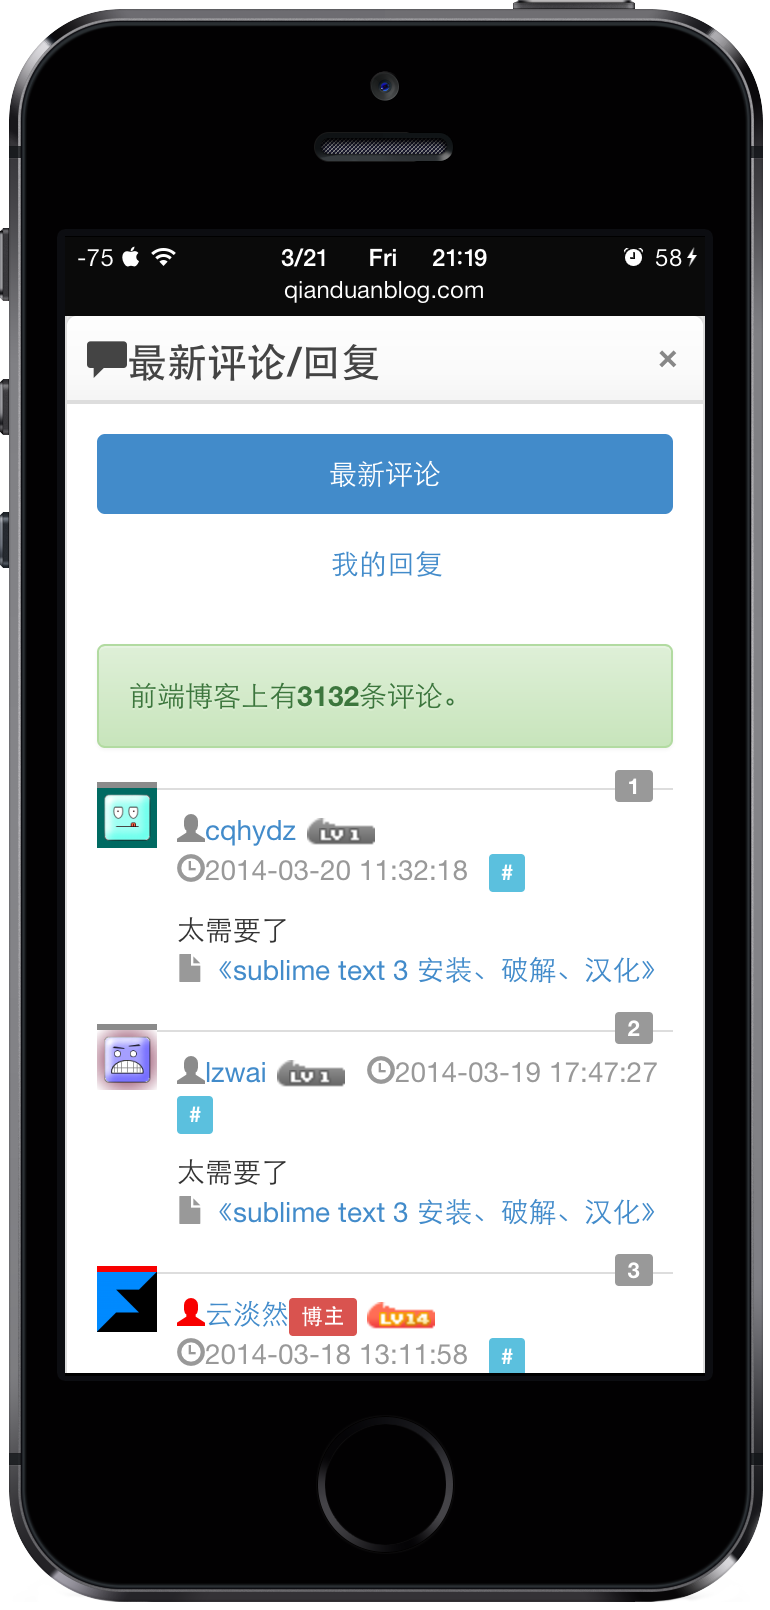 -75 3/21 Fri 21:19 58
qianduanblog.com
最新评论/回复 ×
最新评论
我的回复
前端博客上有3132条评论。
1
cqhydz LV 1
2014-03-20 11:32:18 #
太需要了
《sublime text 3 安装、破解、汉化》
2
lzwai LV 1 2014-03-19 17:47:27
#
太需要了
《sublime text 3 安装、破解、汉化》
3
云淡然 博主 LV14
2014-03-18 13:11:58 #